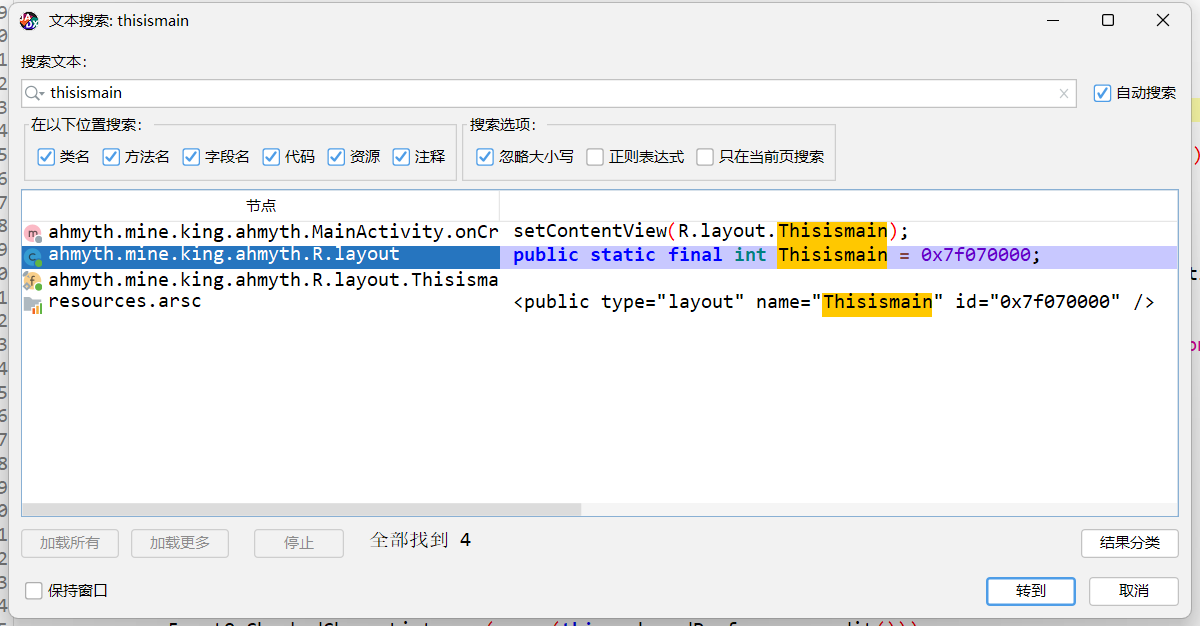 文本搜索: thisismain
搜索文本:
thisismain
自动搜索
在以下位置搜索:
搜索选项:
类名 方法名 字段名 代码 资源 注释
忽略大小写 正则表达式 只在当前页搜索
节点
ahmyth.mine.king.ahmyth.MainActivity.onCr setContentView(R.layout.Thisismain);
ahmyth.mine.king.ahmyth.R.layout public static final int Thisismain = 0x7f070000;
ahmyth.mine.king.ahmyth.R.layout.Thisisma
resources.arsc <public type="layout" name="Thisismain" id="0x7f070000" />
加载所有 加载更多 停止 全部找到 4 结果分类
保持窗口 转到 取消